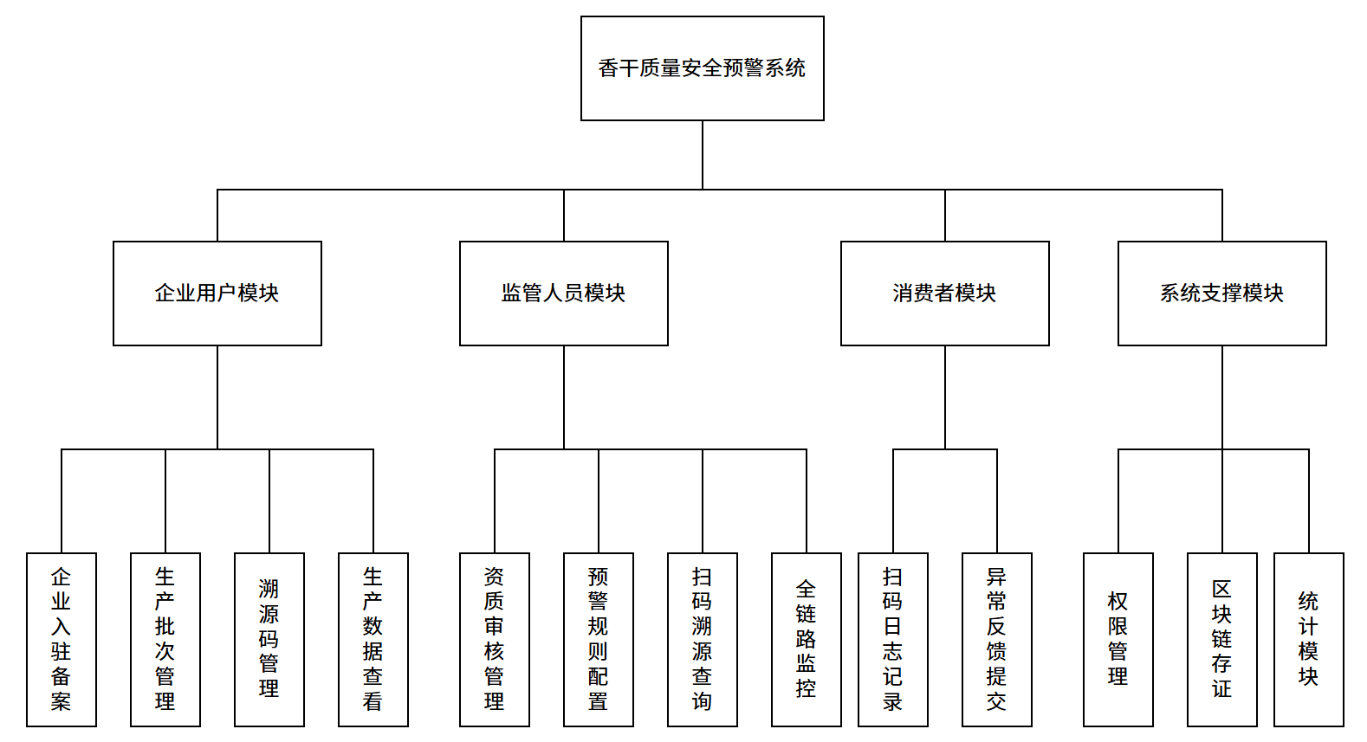 香干质量安全预警系统
企业用户模块
监管人员模块
消费者模块
系统支撑模块
企业入驻备案
生产批次管理
溯源码管理
生产数据查看
资质审核管理
预警规则配置
扫码溯源查询
全链路监控
扫码日志记录
异常反馈提交
权限管理
区块链存证
统计模块